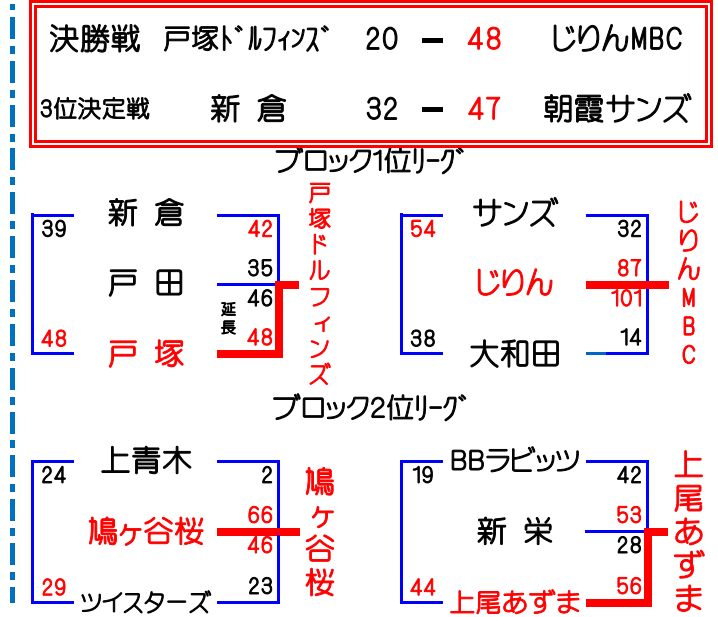 決勝戦 戸塚ﾄﾞﾙﾌｨﾝｽﾞ 20 － 48 じりんMBC
3位決定戦 新 倉 32 － 47 朝霞サンズ
ブロック1位ﾘｰｸﾞ
39 新 倉 42
戸 田 35
46
延長
48 戸 塚 48
戸塚ドルフィンズ
54 サンズ 32
じりん 87
101
38 大和田 14
じりんMBC
ブロック2位ﾘｰｸﾞ
24 上青木 2
鳩ヶ谷桜 66
46
29 ツイスターズ 23
鳩ヶ谷桜
19 BBラビッツ 42
新 栄 53
28
44 上尾あずま 56
上尾あずま